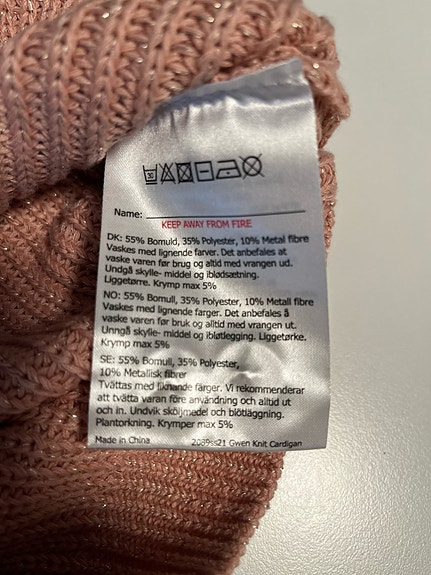 30
Name:
KEEP AWAY FROM FIRE
DK: 55% Bomuld, 35% Polyester, 10% Metal fibre
Vaskes med lignende farver. Det anbefales at
vaske varen før brug og altid med vrangen ud.
Undgå skylle- middel og iblødsætning.
Liggetørre. Krymp max 5%
NO: 55% Bomull, 35% Polyester, 10% Metall fibre
Vaskes med lignende farger. Det anbefales å
vaske varen før bruk og altid med vrangen ut.
Unngå skylle- middel og ibløtlegging. Liggetørke.
Krymp max 5%
SE: 55% Bomull, 35% Polyester,
10% Metallisk fibrer
Tvättas med liknande färger. Vi rekommenderar
att tvätta varan före användning och alltid ut
och in. Undvik sköljmedel och blötläggning.
Plantorkning. Krymper max 5%
Made in China
Gwen Knit Cardigan